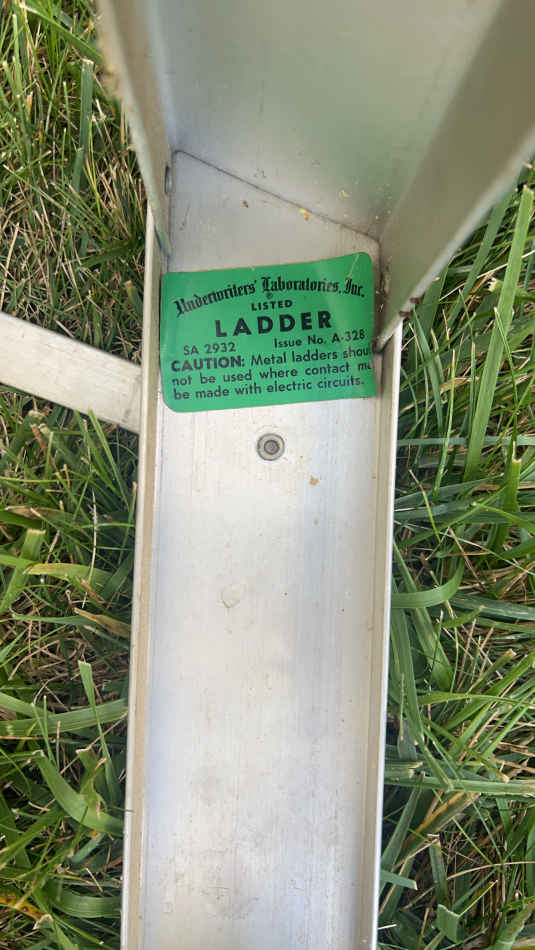 Underwriters' Laboratories, Inc.
®
LISTED
LADDER
SA 2932 Issue No. A-328
CAUTION: Metal ladders
not be used where contact
be made with electric circuits.